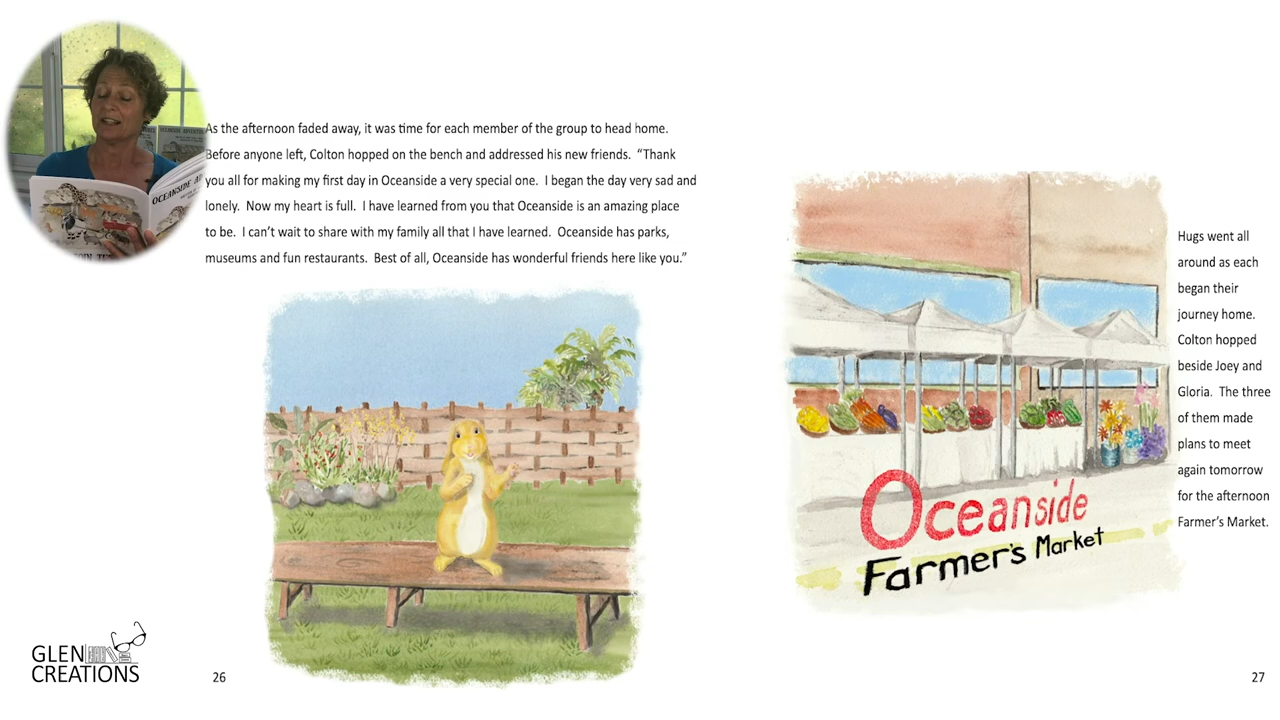 As the afternoon faded away, it was time for each member of the group to head home.
Before anyone left, Colton hopped on the bench and addressed his new friends. “Thank
you all for making my first day in Oceanside a very special one. I began the day very sad and
lonely. Now my heart is full. I have learned from you that Oceanside is an amazing place
to be. I can’t wait to share with my family all that I have learned. Oceanside has parks,
museums and fun restaurants. Best of all, Oceanside has wonderful friends here like you.”
Hugs went all
around as each
began their
journey home.
Colton hopped
beside Joey and
Gloria. The three
of them made
plans to meet
again tomorrow
for the afternoon
Farmer’s Market.
Oceanside
Farmer's Market
OCEANSIDE
GLEN
CREATIONS
26
27